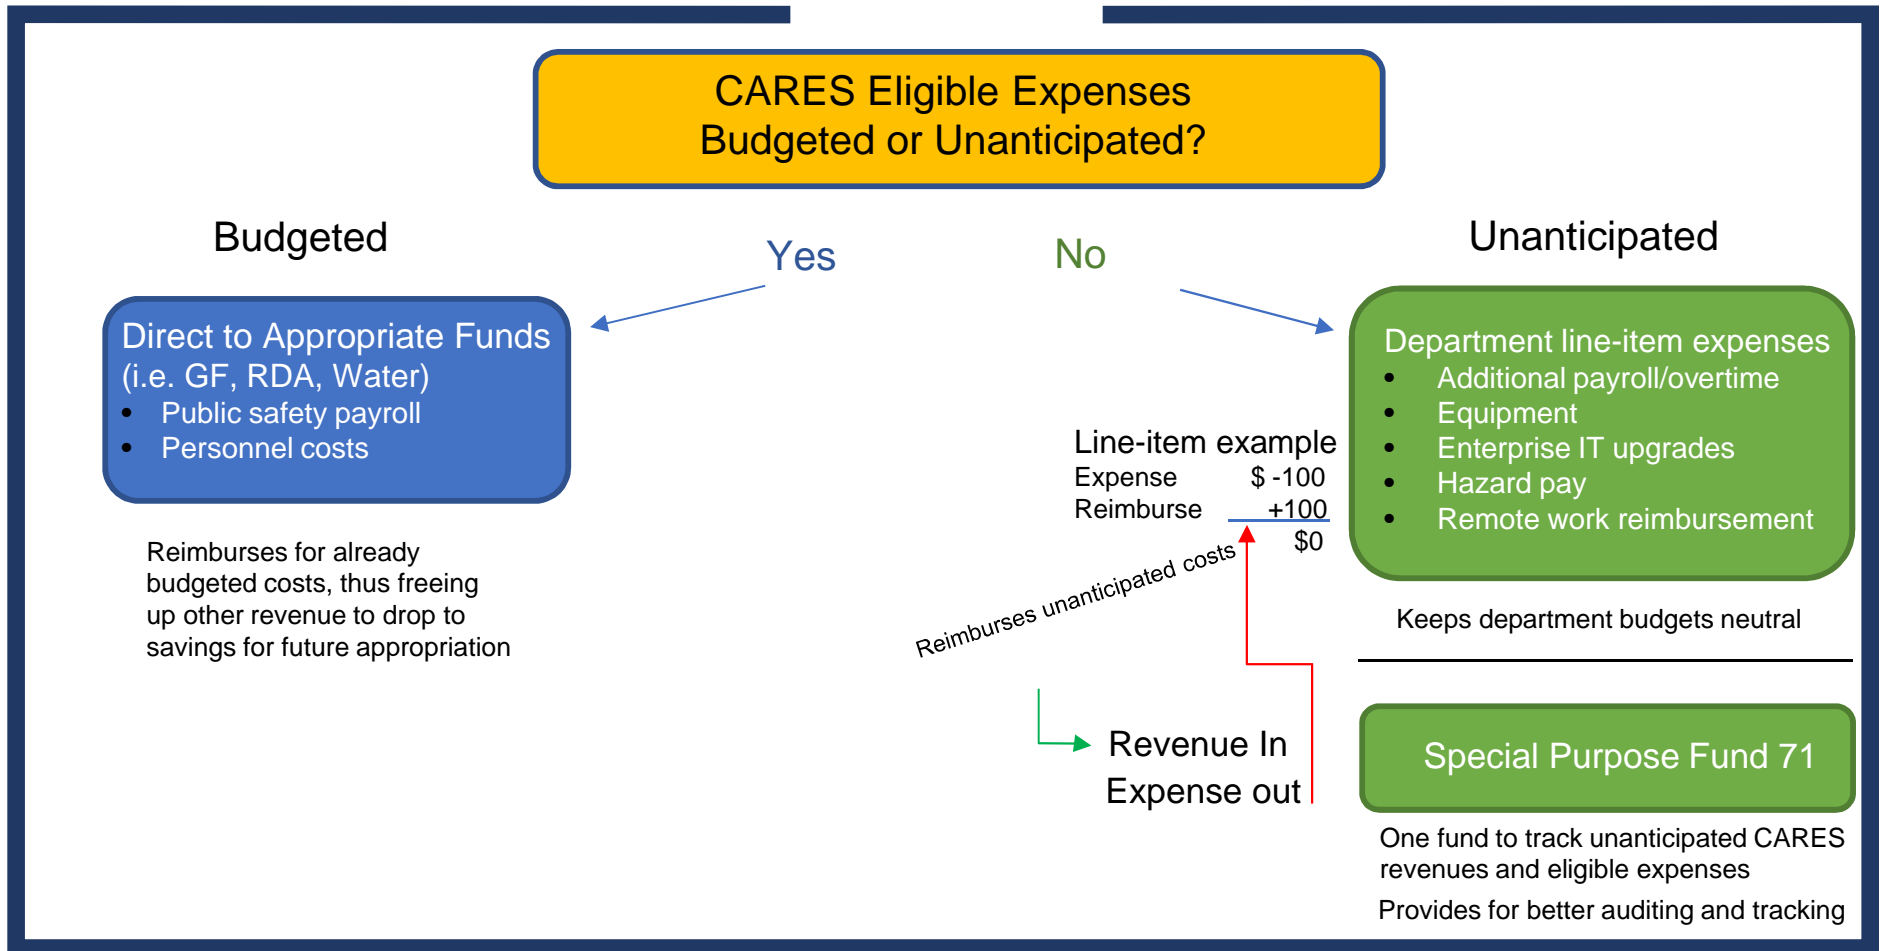 CARES Eligible Expenses
Budgeted or Unanticipated?
Budgeted
Yes
No
Unanticipated
Direct to Appropriate Funds
(i.e. GF, RDA, Water)
• Public safety payroll
• Personnel costs
Reimburses for already
budgeted costs, thus freeing
up other revenue to drop to
savings for future appropriation
Line-item example
Expense $ -100
Reimburse +100
$0
Reimburses unanticipated costs
Revenue In
Expense out
Department line-item expenses
• Additional payroll/overtime
• Equipment
• Enterprise IT upgrades
• Hazard pay
• Remote work reimbursement
Keeps department budgets neutral
Special Purpose Fund 71
One fund to track unanticipated CARES
revenues and eligible expenses
Provides for better auditing and tracking